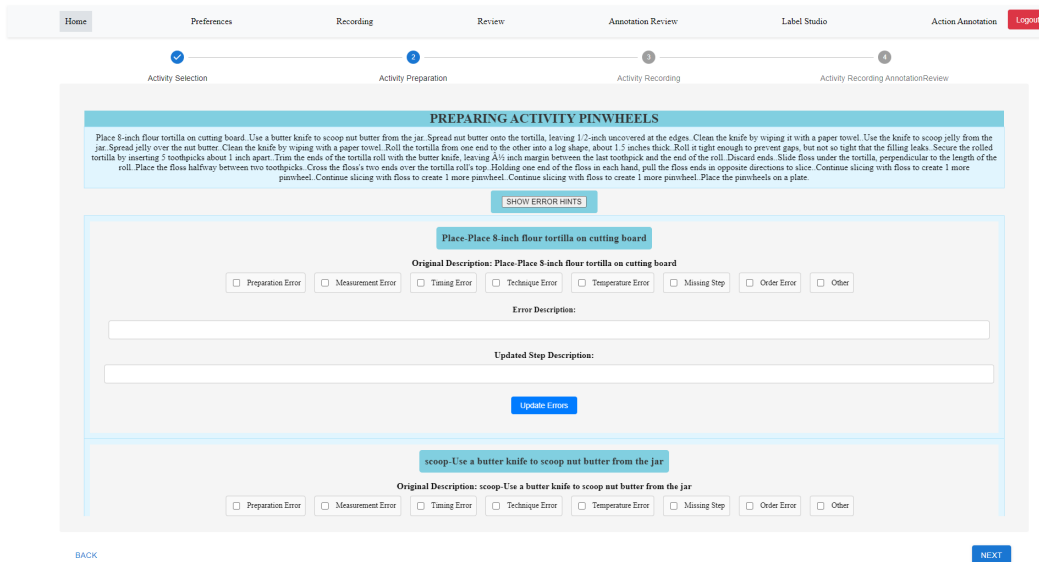 Home Preferences Recording Review Annotation Review Label Studio Action Annotation Logout
2 3 4
Activity Selection Activity Preparation Activity Recording Activity Recording AnnotationReview
PREPARING ACTIVITY PINWHEELS
Place 8-inch flour tortilla on cutting board..Use a butter knife to scoop nut butter from the jar..Spread nut butter onto the tortilla, leaving 1/2-inch uncovered at the edges..Clean the knife by wiping it with a paper towel..Use the knife to scoop jelly from the
jar..Spread jelly over the nut butter..Clean the knife by wiping with a paper towel..Roll the tortilla from one end to the other into a log shape, about 1.5 inches thick..Roll it tight enough to prevent gaps, but not so tight that the filling leaks..Secure the rolled
tortilla by inserting 5 toothpicks about 1 inch apart..Trim the ends of the tortilla roll with the butter knife, leaving Â½ inch margin between the last toothpick and the end of the roll..Discard ends..Slide floss under the tortilla, perpendicular to the length of the
roll..Place the floss halfway between two toothpicks..Cross the floss's two ends over the tortilla roll's top..Holding one end of the floss in each hand, pull the floss ends in opposite directions to slice..Continue slicing with floss to create 1 more
pinwheel..Continue slicing with floss to create 1 more pinwheel..Continue slicing with floss to create 1 more pinwheel..Place the pinwheels on a plate.
SHOW ERROR HINTS
Place-Place 8-inch flour tortilla on cutting board
Original Description: Place-Place 8-inch flour tortilla on cutting board
Preparation Error Measurement Error Timing Error Technique Error Temperature Error Missing Step Order Error Other
Error Description:
Updated Step Description:
Update Errors
scoop-Use a butter knife to scoop nut butter from the jar
Original Description: scoop-Use a butter knife to scoop nut butter from the jar
Preparation Error Measurement Error Timing Error Technique Error Temperature Error Missing Step Order Error Other
BACK NEXT